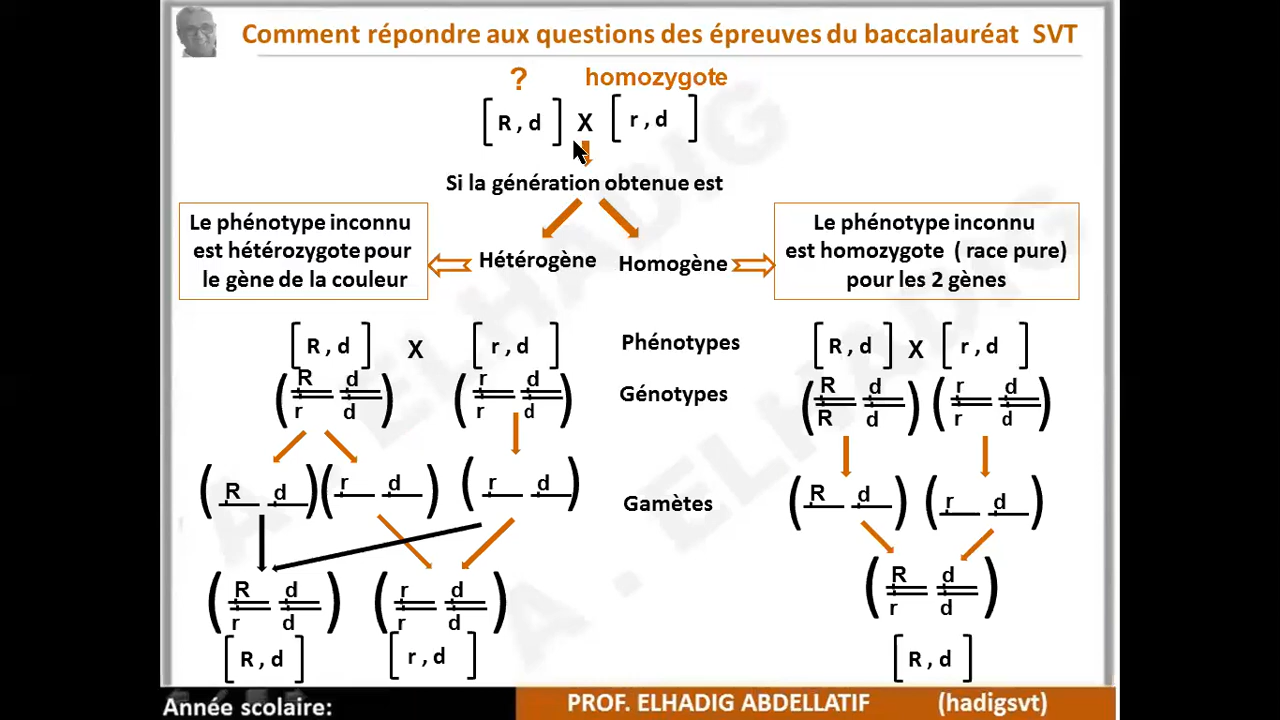 Comment répondre aux questions des épreuves du baccalauréat SVT
? homozygote
[ R , d ] X [ r , d ]
Si la génération obtenue est
Le phénotype inconnu
est hétérozygote pour
le gène de la couleur
Hétérogène Homogène
Le phénotype inconnu
est homozygote ( race pure)
pour les 2 gènes
[ R , d ] X [ r , d ] Phénotypes [ R , d ] X [ r , d ]
( R d ) ( r d ) Génotypes ( R d ) ( r d )
( r d ) ( r d ) ( R d ) ( r d )
( R d ) ( r d ) ( r d ) Gamètes ( R d ) ( r d )
( R d ) ( r d ) ( R d )
( r d ) ( r d ) ( r d )
[ R , d ] [ r , d ] [ R , d ]
A . ELHADIG
A . ELHADIG
Année scolaire: PROF. ELHADIG ABDELLATIF (hadigsvt)